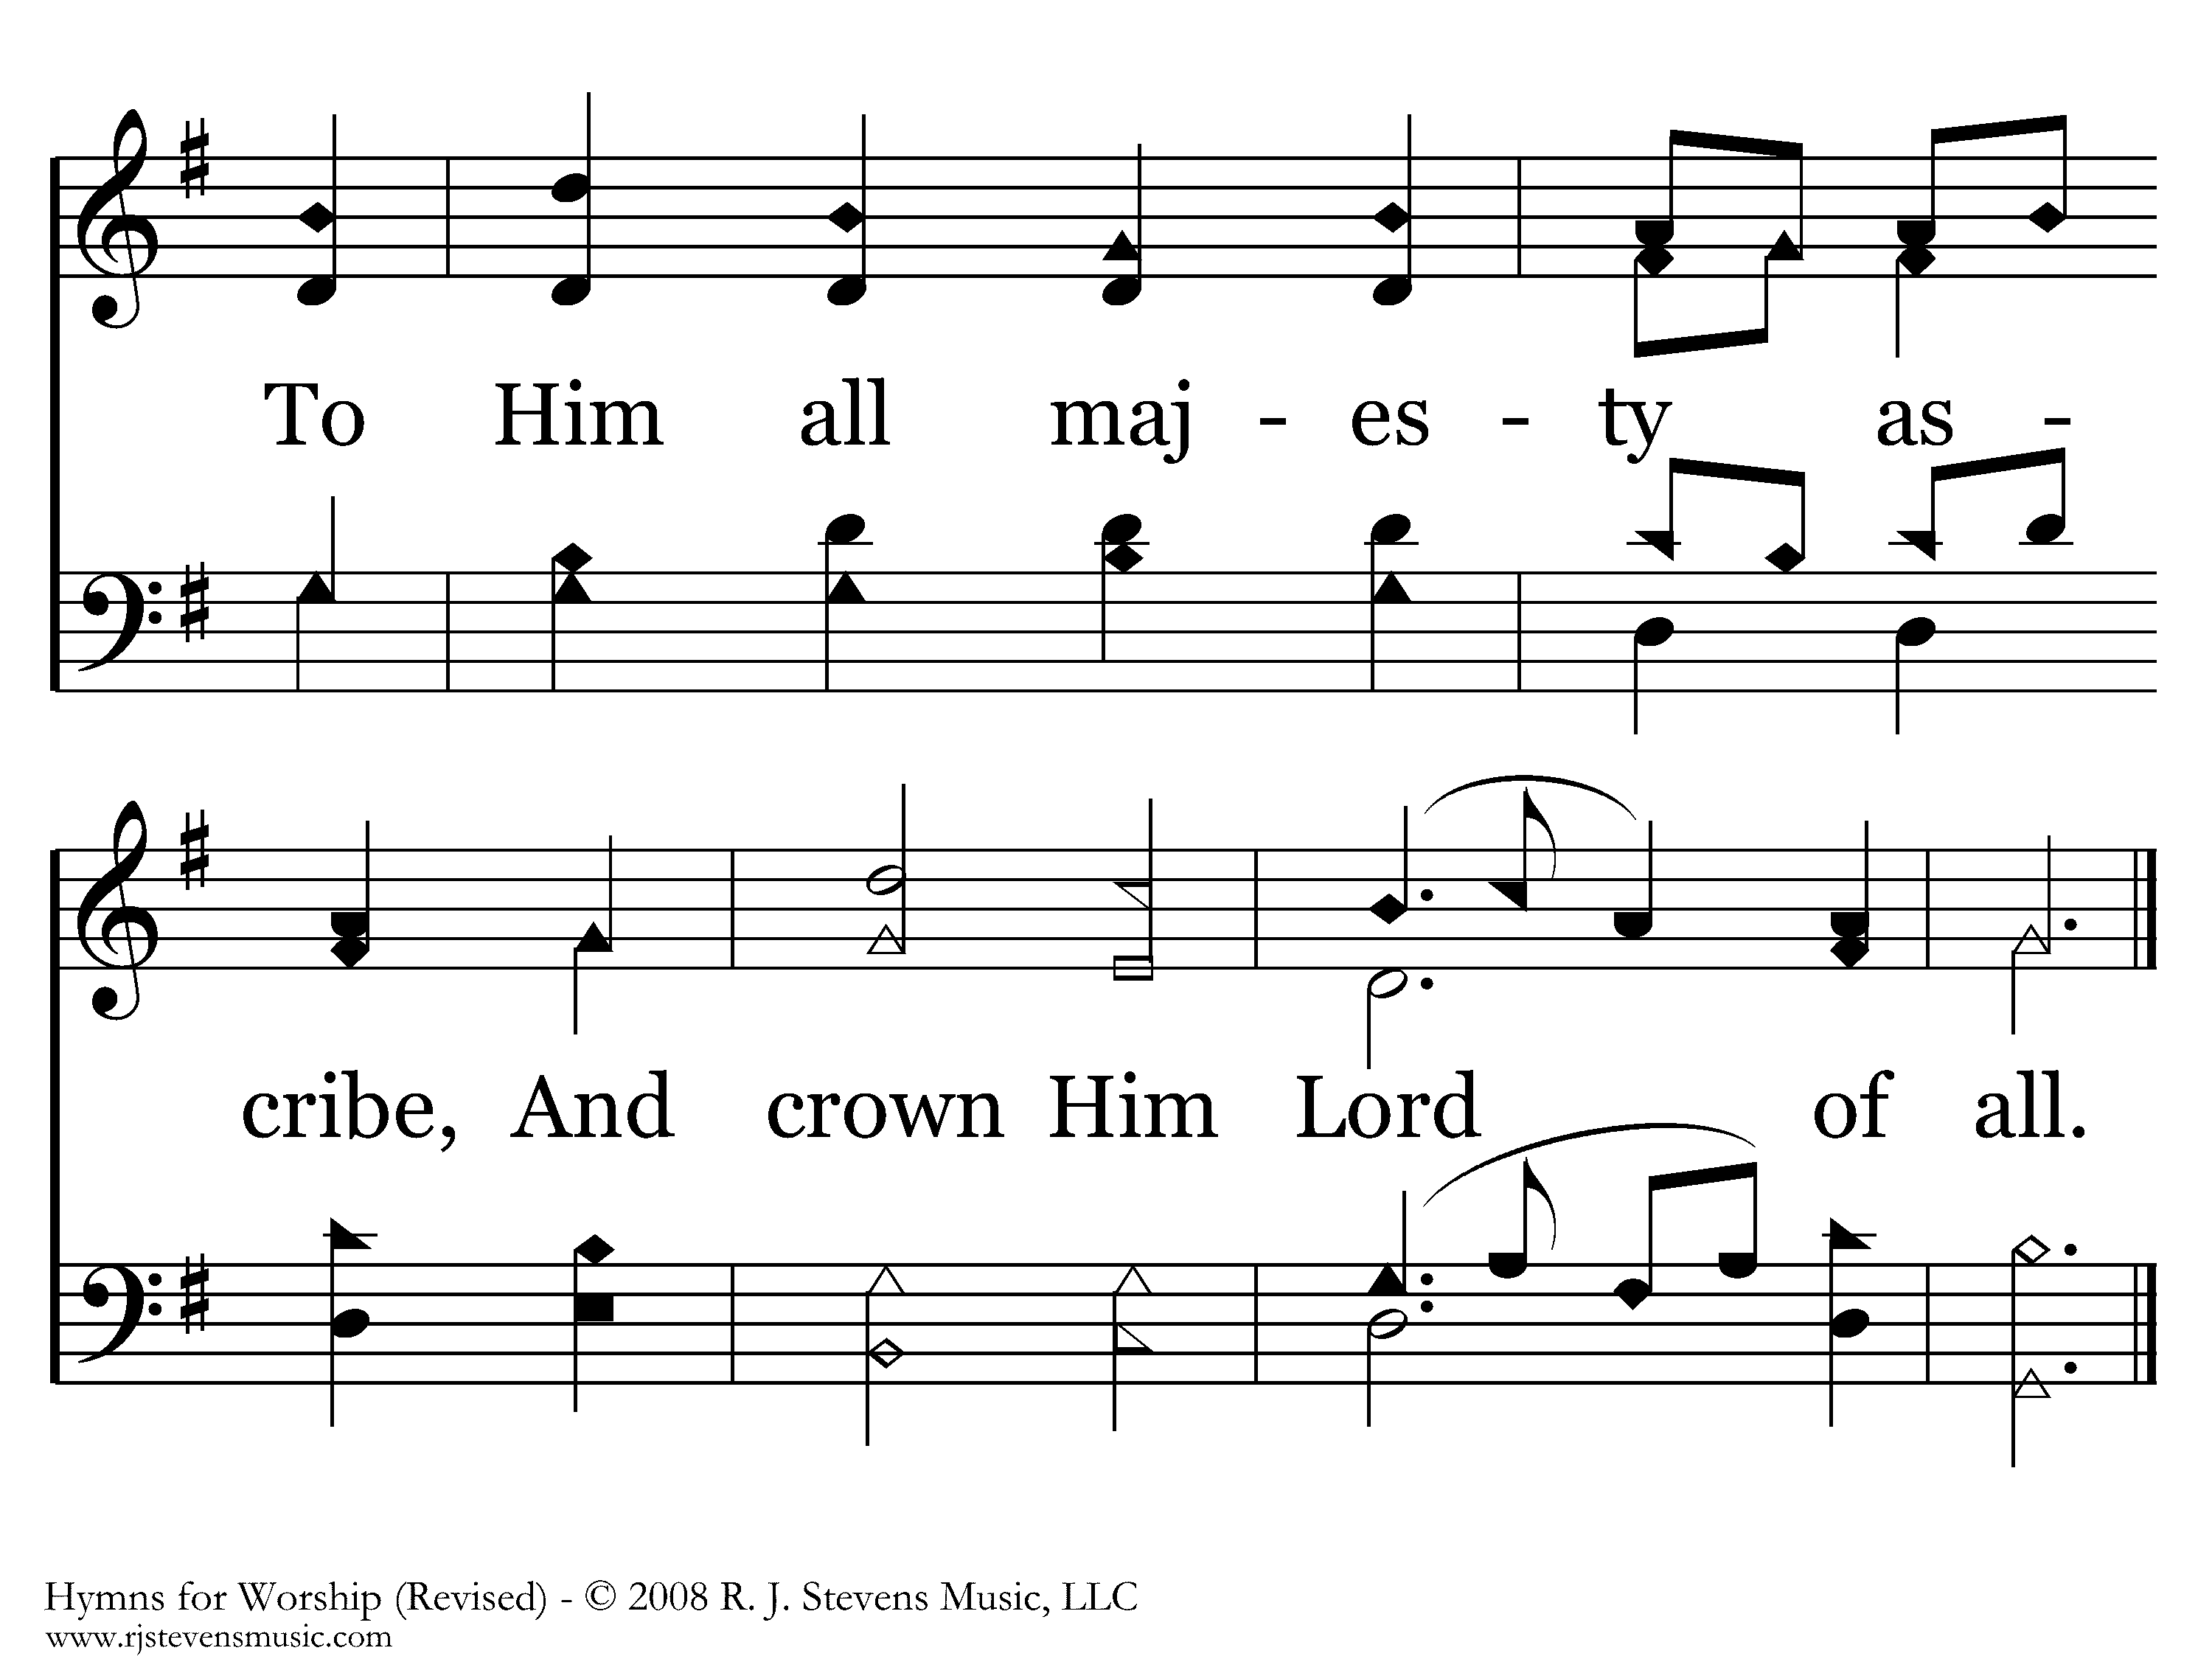 To Him all maj - es - ty as -
cribe, And crown Him Lord of all.
Hymns for Worship (Revised) - © 2008 R. J. Stevens Music, LLC
www.rjstevensmusic.com